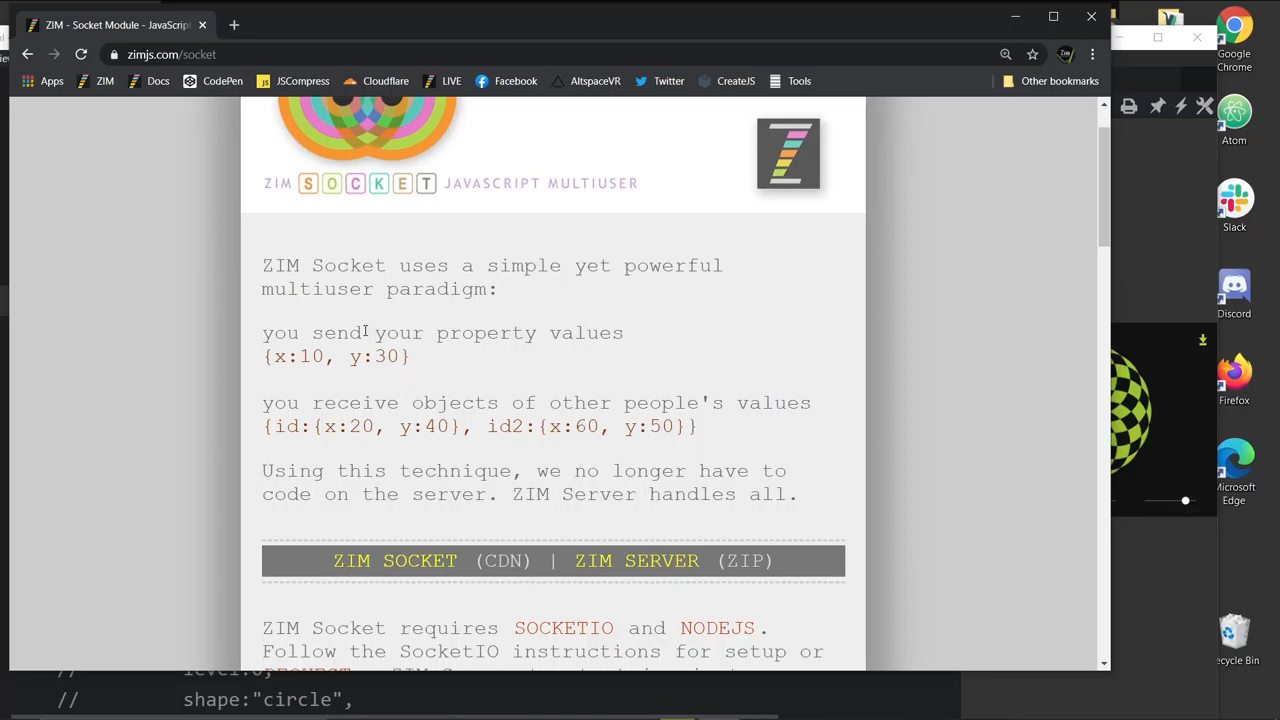 ZIM - Socket Module - JavaScript
zimjs.com/socket
Apps ZIM Docs CodePen JSCompress Cloudflare LIVE Facebook AltspaceVR Twitter CreateJS Tools Other bookmarks
ZIM SOCKET JAVASCRIPT MULTIUSER
ZIM Socket uses a simple yet powerful
multiuser paradigm:
you send your property values
{x:10, y:30}
you receive objects of other people's values
{id:{x:20, y:40}, id2:{x:60, y:50}}
Using this technique, we no longer have to
code on the server. ZIM Server handles all.
ZIM SOCKET (CDN) | ZIM SERVER (ZIP)
ZIM Socket requires SOCKETIO and NODEJS.
Follow the SocketIO instructions for setup or
// level:0,
// shape:"circle",
Google
Chrome
Atom
Slack
Discord
Firefox
Microsoft
Edge
ecycle Bin